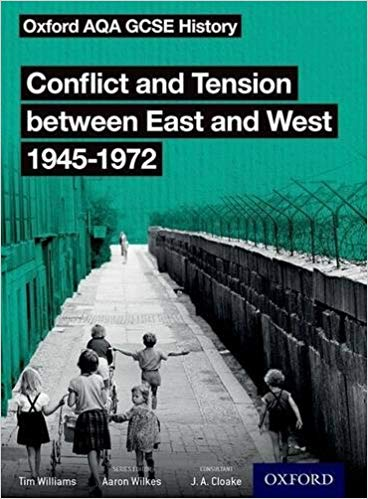 Oxford AQA GCSE History
Conflict and Tension
between East and West
1945-1972
SERIES EDITOR
CONSULTANT
Tim Williams
Aaron Wilkes
J. A. Cloake
OXFORD